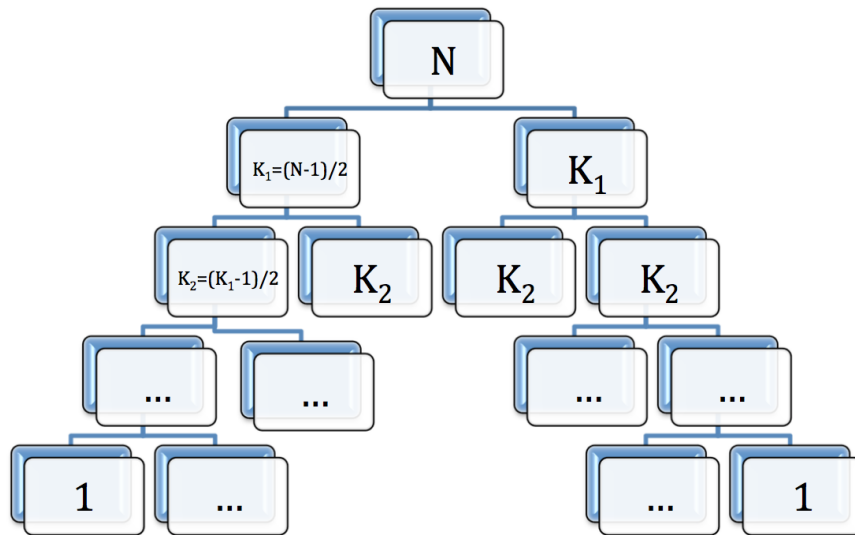 N
K₁=(N-1)/2
K₁
K₂=(K₁-1)/2
K₂
K₂
K₂
...
...
...
...
1
...
...
1